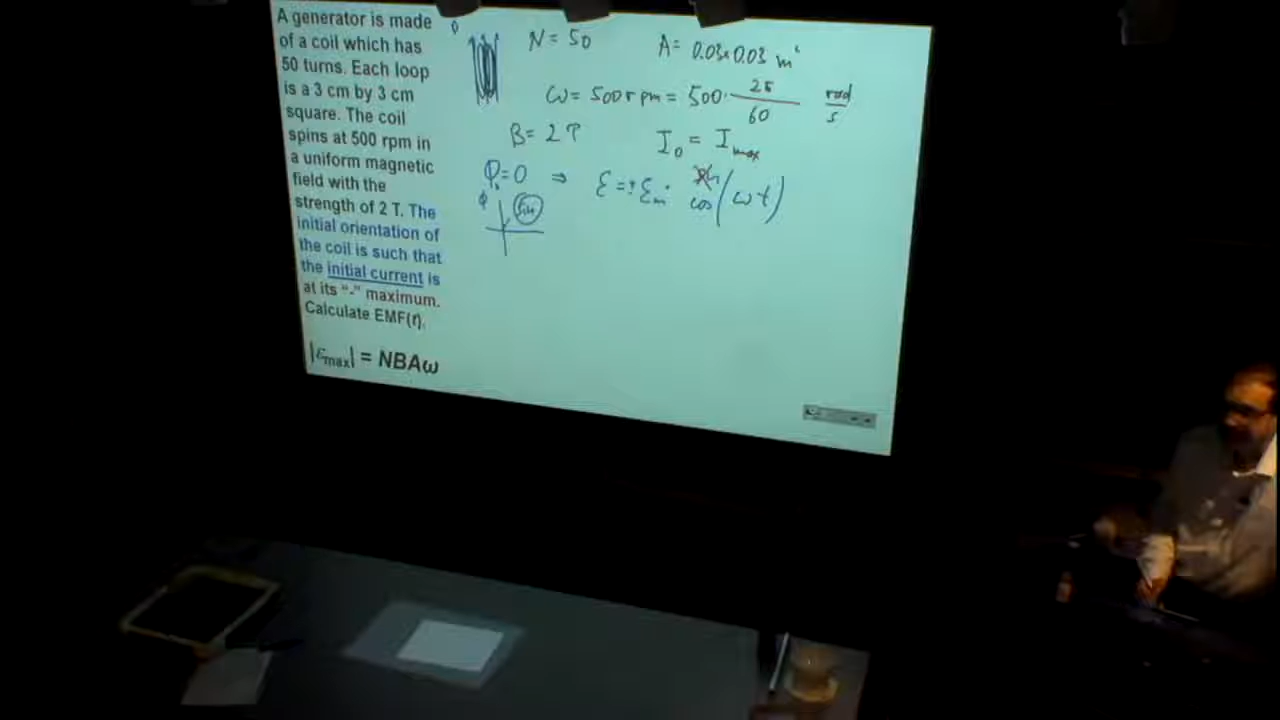 A generator is made
of a coil which has
50 turns. Each loop
is a 3 cm by 3 cm
square. The coil
spins at 500 rpm in
a uniform magnetic
field with the
strength of 2 T. The
initial orientation of
the coil is such that
the initial current is
at its "-" maximum.
Calculate EMF(t).
|εmax| = NBAω
N = 50 A = 0.03×0.03 m²
ω = 500 rpm = 500 · 2π/60 rad/s
B = 2 T I₀ = I max
Φ = 0 ⇒ ε = ± εm · cos(ωt)
Φ sin